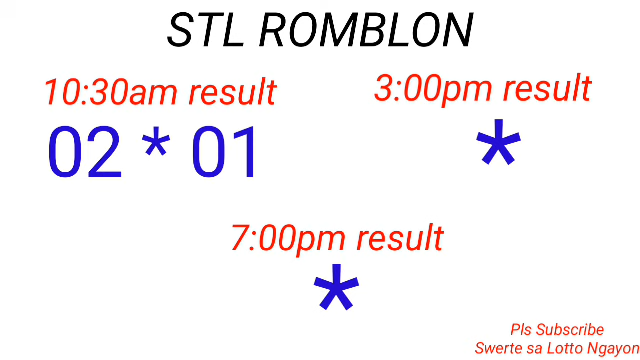 STL ROMBLON
10:30am result
02 * 01
3:00pm result
*
7:00pm result
*
Pls Subscribe
Swerte sa Lotto Ngayon